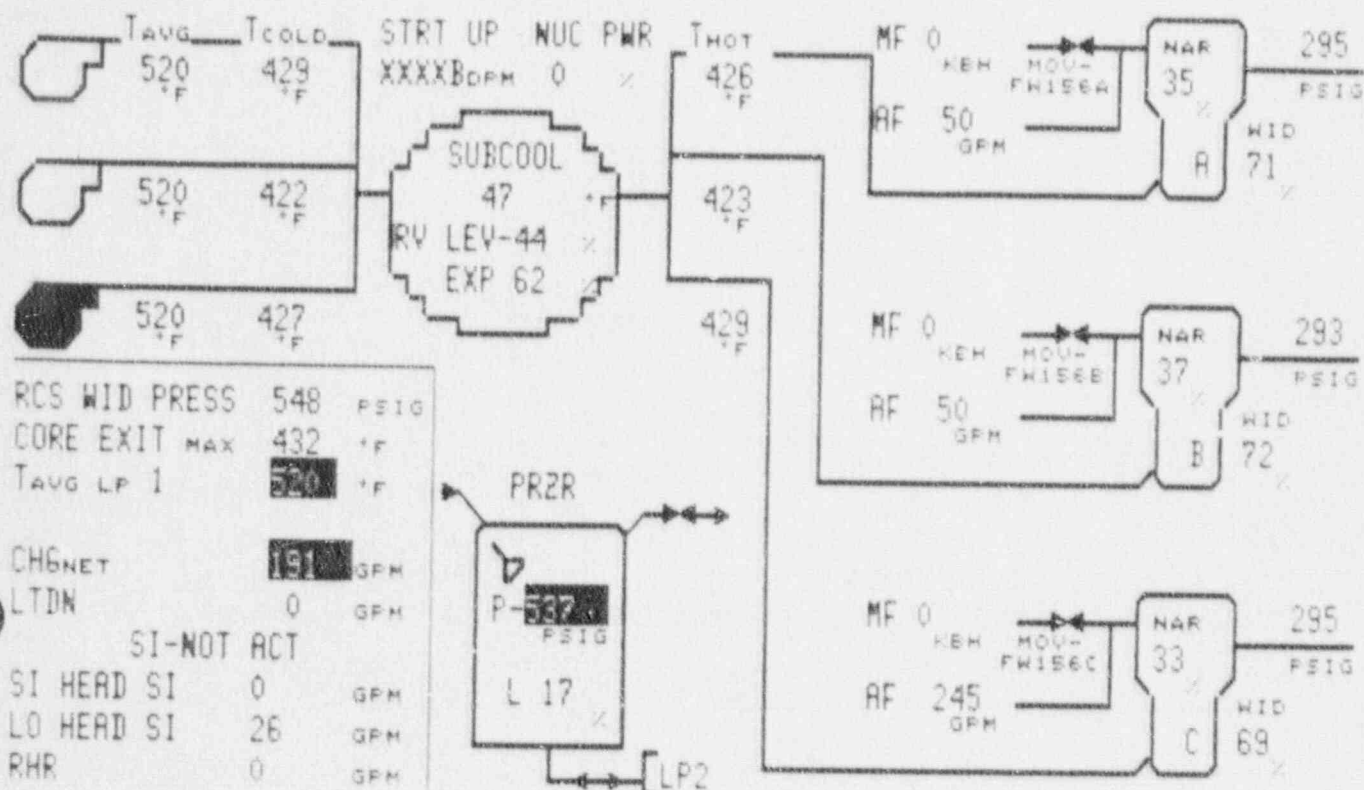 TAVG TCOLD STRT UP NUC PWR THOT
520 °F 429 °F XXXXBDPM 0 % 426 °F
MF 0 KBH MOV-FW156A NAR 35 % 295 PSIG
AF 50 GPM A WID 71 %
SUBCOOL
47 °F
RV LEV-44 %
EXP 62 %
520 °F 422 °F 423 °F
520 °F 427 °F 429 °F
MF 0 KBH MOV-FW156B NAR 37 % 293 PSIG
AF 50 GPM B WID 72 %
RCS WID PRESS 548 PSIG
CORE EXIT MAX 432 °F
TAVG LP 1 520 °F
CHGNET 191 GPM
LTDN 0 GPM
SI-NOT ACT
SI HEAD SI 0 GPM
LO HEAD SI 26 GPM
RHR 0 GPM
PRZR
P-537 PSIG
L 17 %
LP2
MF 0 KBH MOV-FW156C NAR 33 % 295 PSIG
AF 245 GPM C WID 69 %